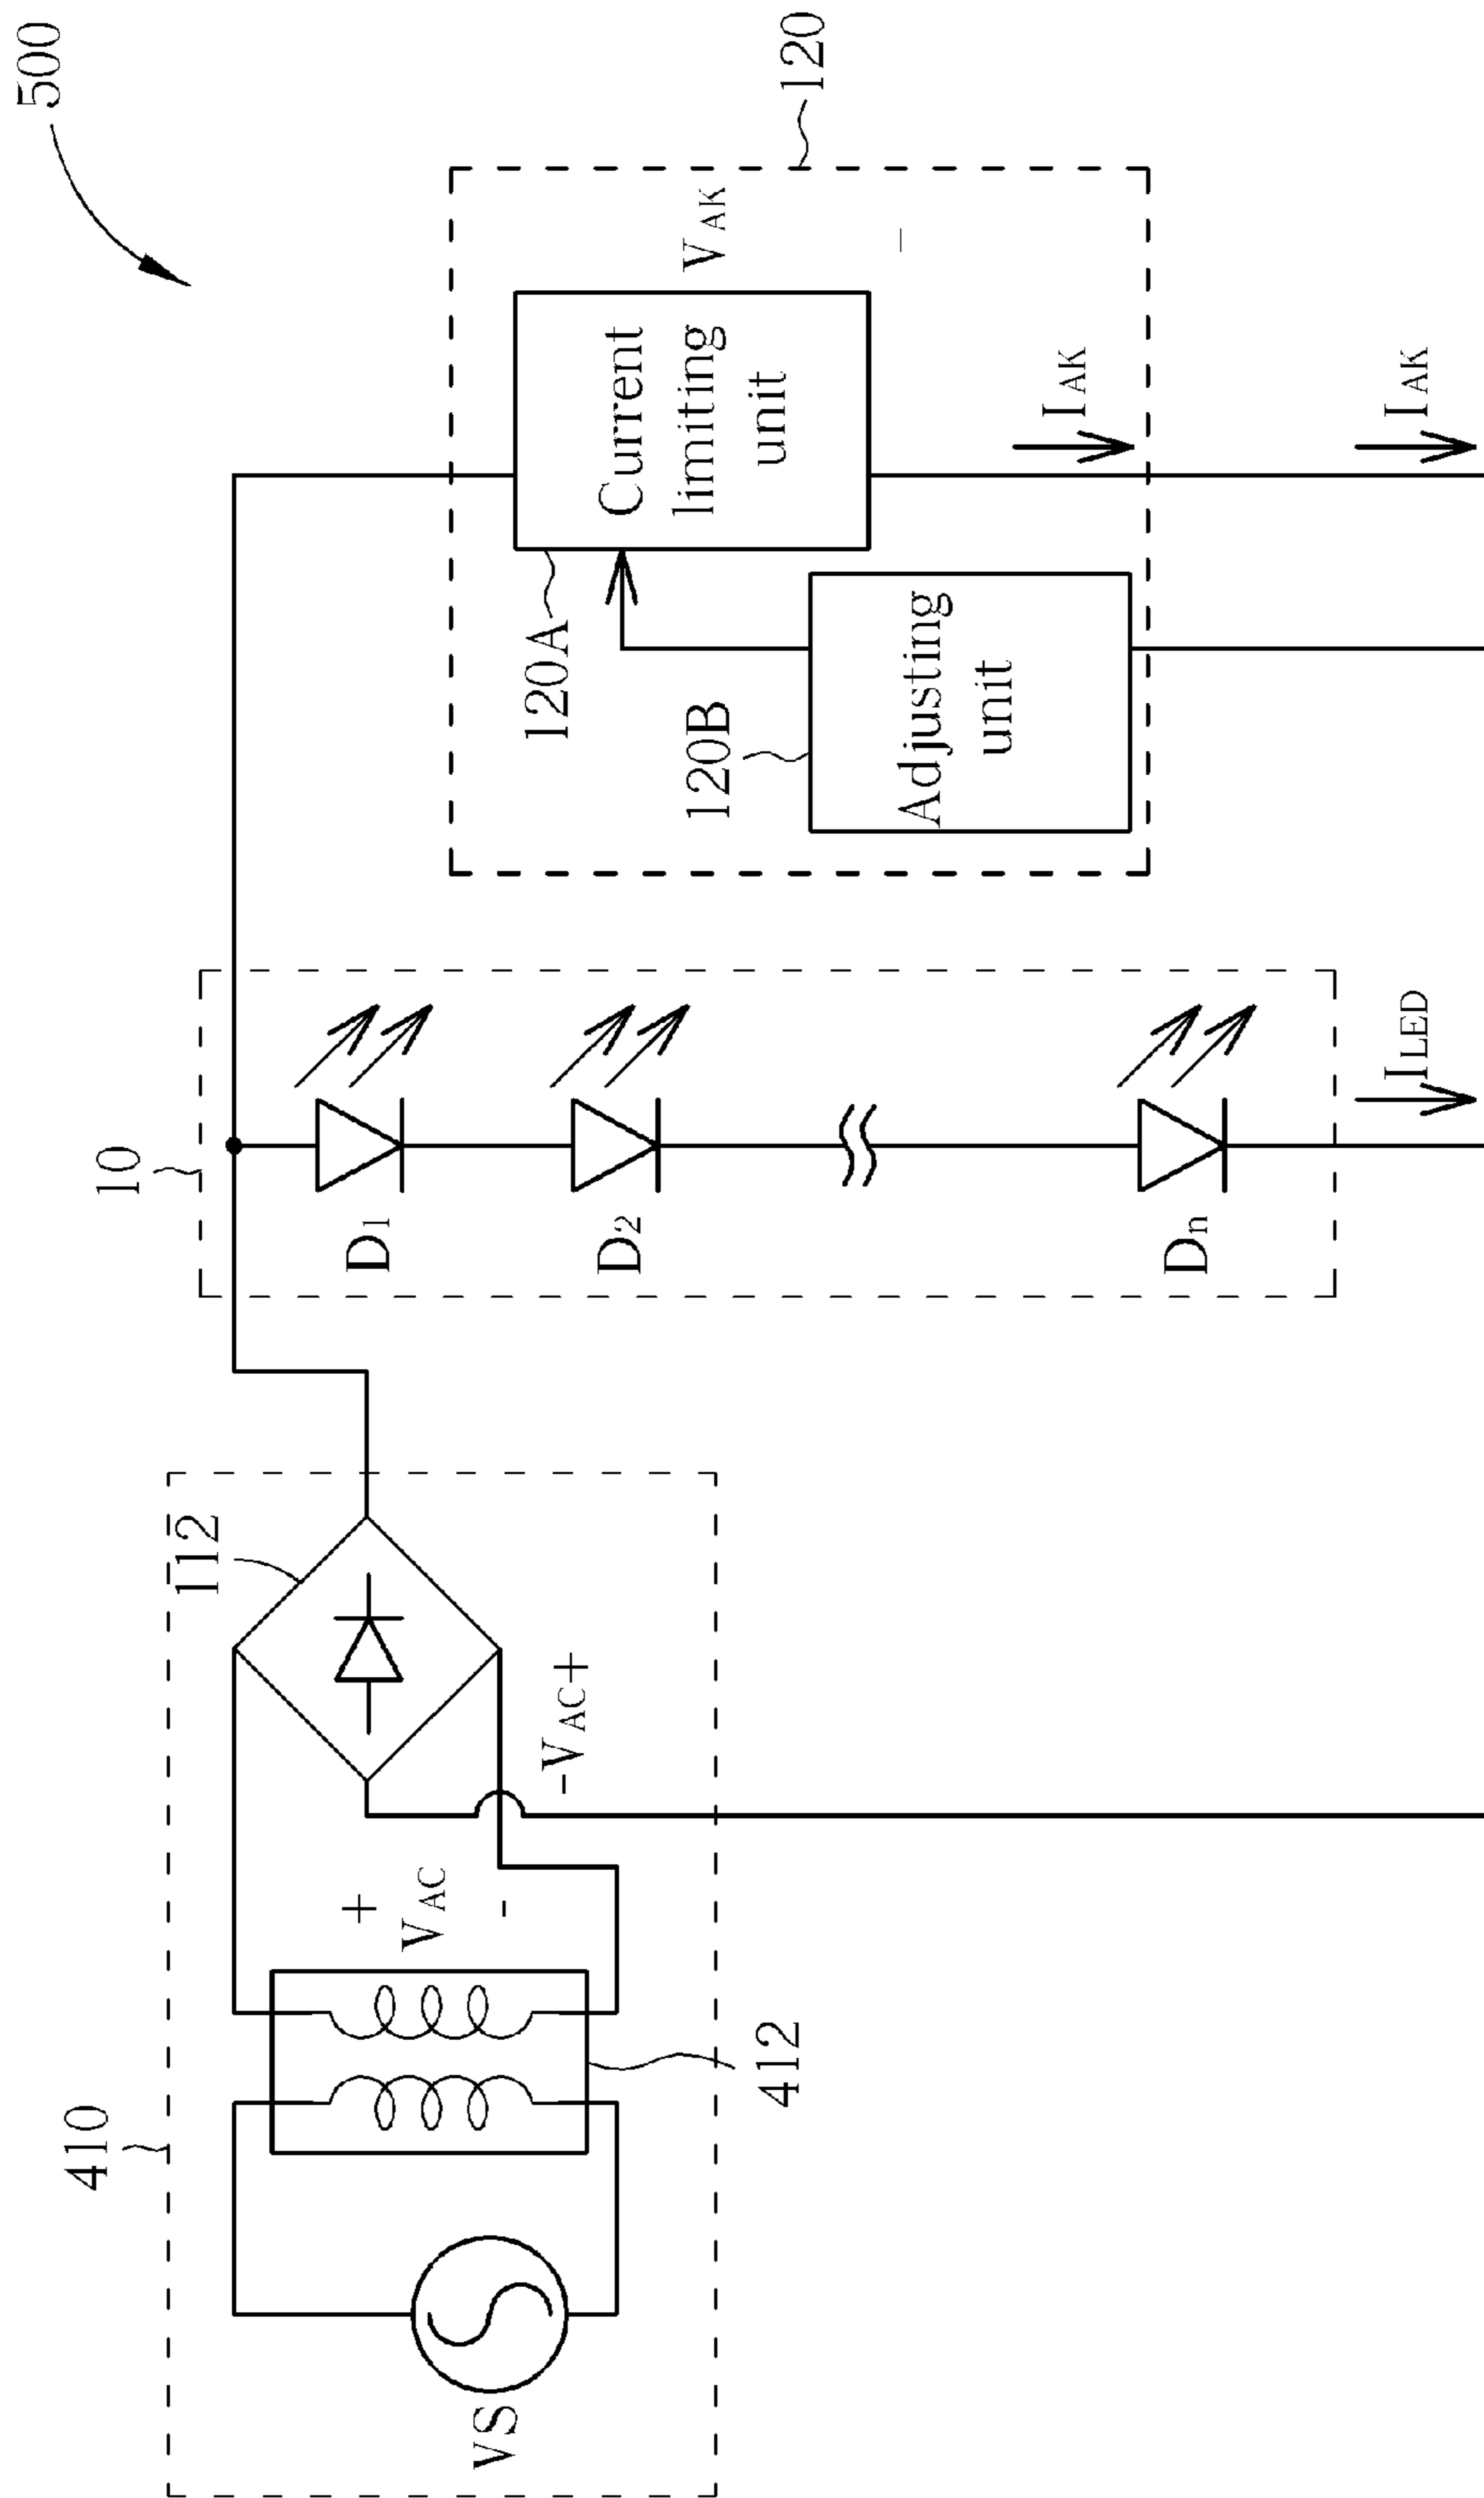 500
410
412
VS
+
VAC
-
-VAC+
112
10
D1
D2
Dn
ILED
120
120A
120B
Current
limiting
unit
Adjusting
unit
VAK
–
IAK
IAK